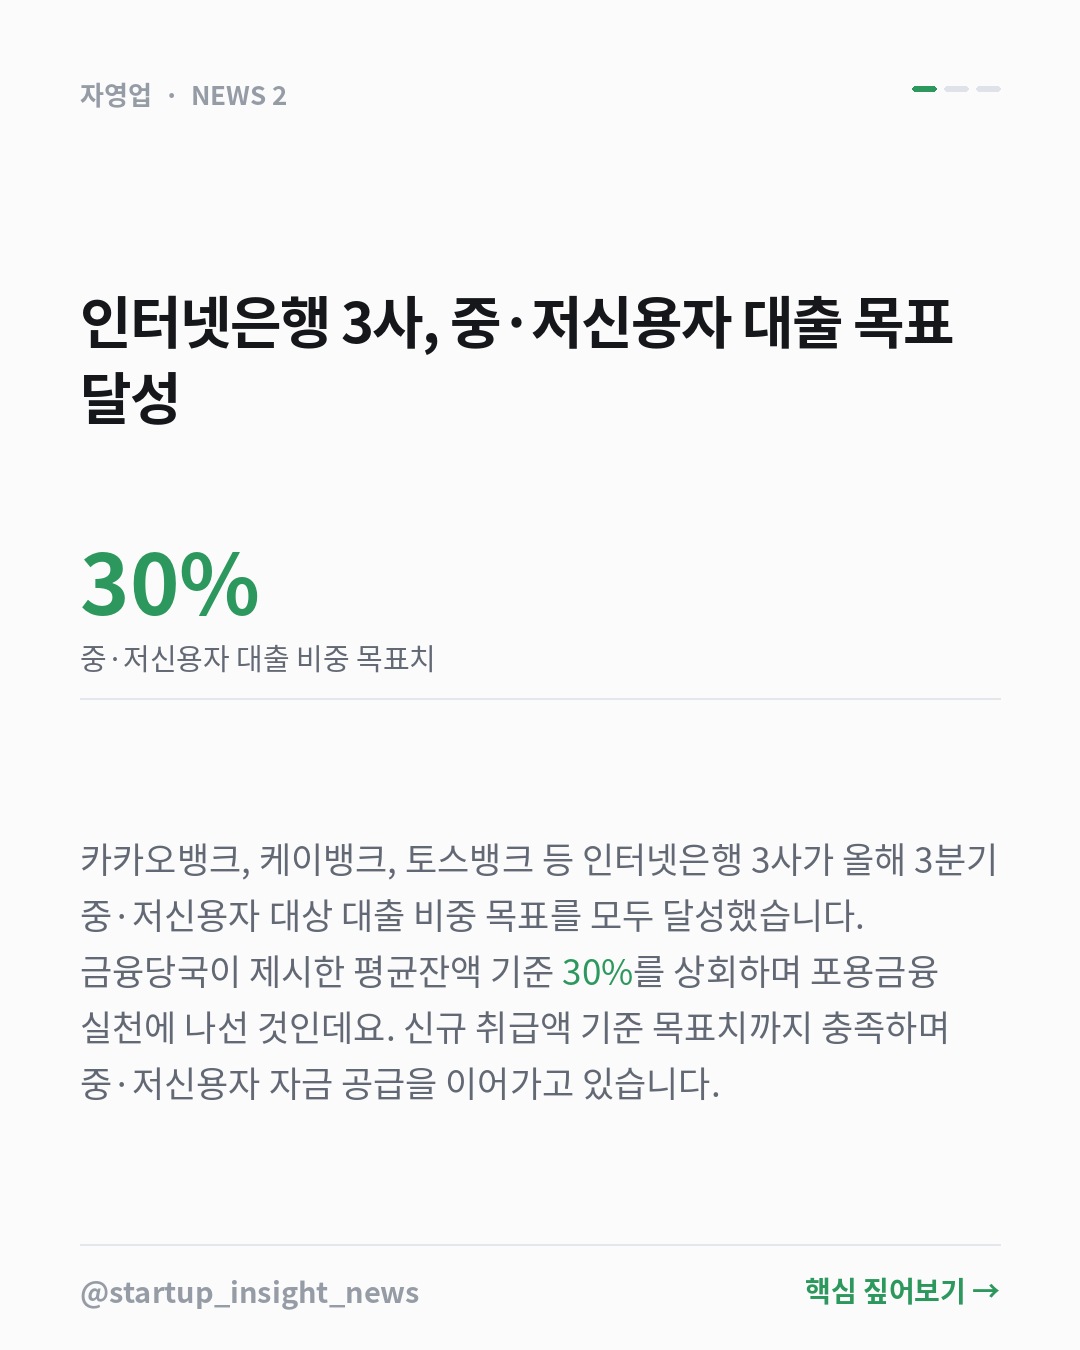 자영업 · NEWS 2
인터넷은행 3사, 중·저신용자 대출 목표
달성
30%
중·저신용자 대출 비중 목표치
카카오뱅크, 케이뱅크, 토스뱅크 등 인터넷은행 3사가 올해 3분기
중·저신용자 대상 대출 비중 목표를 모두 달성했습니다.
금융당국이 제시한 평균잔액 기준 30%를 상회하며 포용금융
실천에 나선 것인데요. 신규 취급액 기준 목표치까지 충족하며
중·저신용자 자금 공급을 이어가고 있습니다.
@startup_insight_news
핵심 짚어보기 →